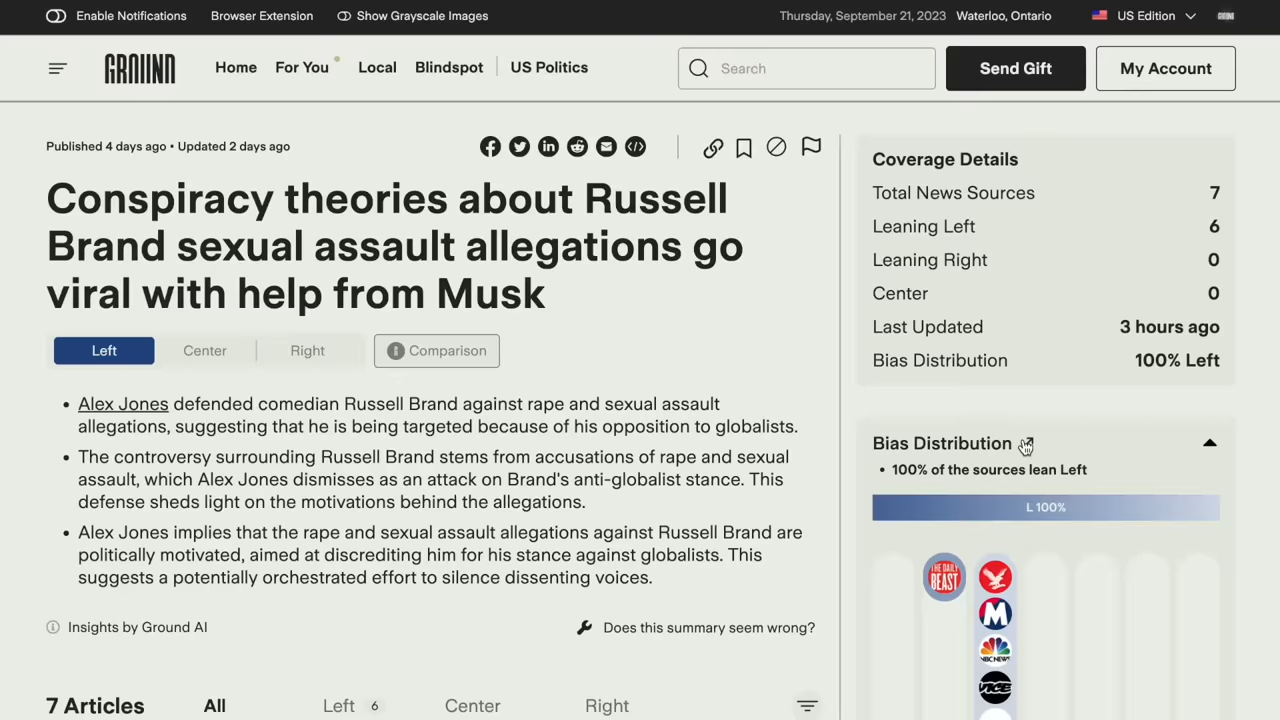 Enable Notifications
Browser Extension
Show Grayscale Images
Thursday, September 21, 2023
Waterloo, Ontario
US Edition
GROUND
Home
For You
Local
Blindspot
US Politics
Search
Send Gift
My Account
Published 4 days ago • Updated 2 days ago
Conspiracy theories about Russell
Brand sexual assault allegations go
viral with help from Musk
Left
Center
Right
Comparison
• Alex Jones defended comedian Russell Brand against rape and sexual assault
allegations, suggesting that he is being targeted because of his opposition to globalists.
• The controversy surrounding Russell Brand stems from accusations of rape and sexual
assault, which Alex Jones dismisses as an attack on Brand's anti-globalist stance. This
defense sheds light on the motivations behind the allegations.
• Alex Jones implies that the rape and sexual assault allegations against Russell Brand are
politically motivated, aimed at discrediting him for his stance against globalists. This
suggests a potentially orchestrated effort to silence dissenting voices.
Insights by Ground AI
Does this summary seem wrong?
7 Articles
All
Left 6
Center
Right
Coverage Details
Total News Sources 7
Leaning Left 6
Leaning Right 0
Center 0
Last Updated 3 hours ago
Bias Distribution 100% Left
Bias Distribution
• 100% of the sources lean Left
L 100%
THE DAILY
BEAST
M
NBC NEWS
VICE